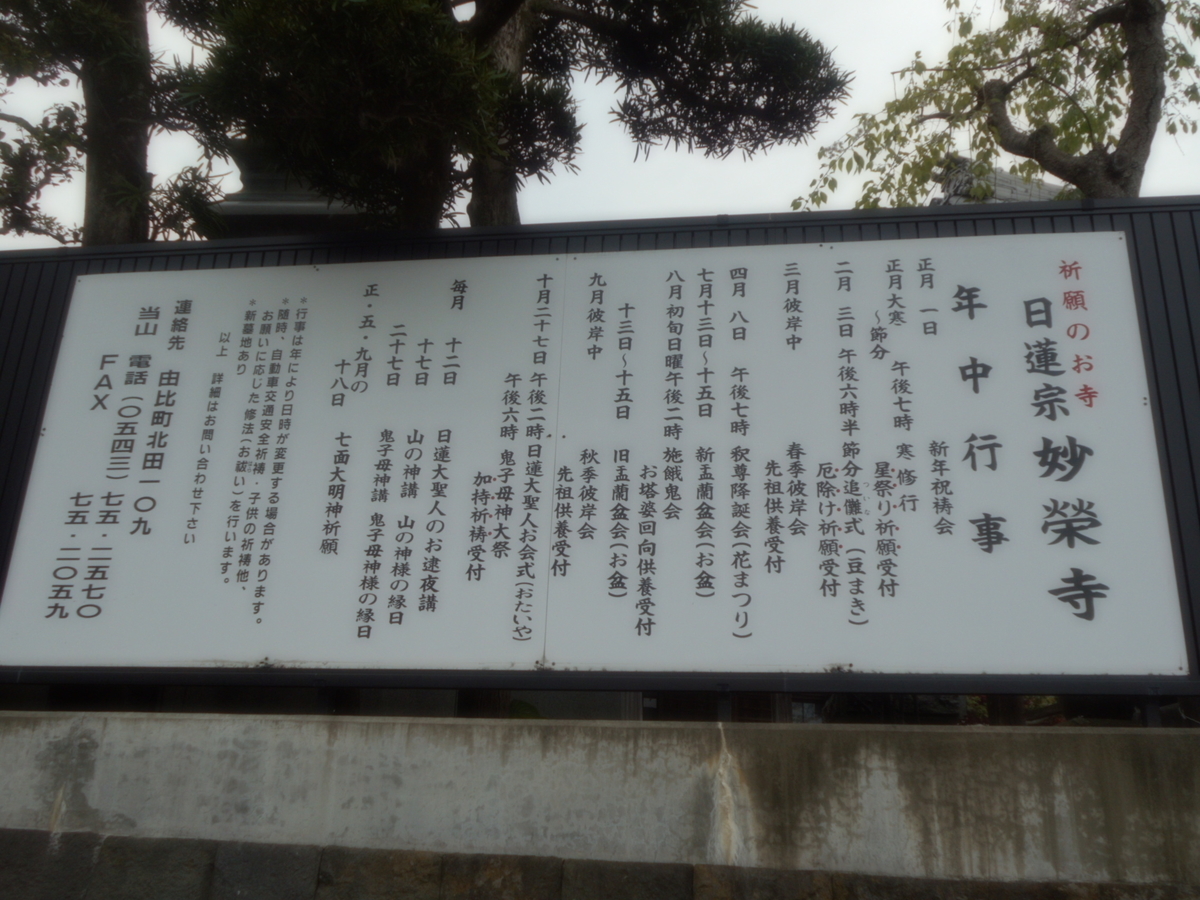 祈願のお寺
日蓮宗 妙榮寺
年中行事
正月 一日 新年祝祷会
正月大寒～節分 午後七時 寒修行
星祭り祈願受付
厄除け祈願受付
二月 三日 午後六時半 節分追儺式(豆まき)
ついな
三月彼岸中 春季彼岸会
先祖供養受付
四月 八日 午後七時 釈尊降誕会(花まつり)
七月十三日～十五日 新盂蘭盆会(お盆)
八月初旬日曜午後二時 施餓鬼会
お塔婆回向供養受付
十三日～十五日 旧盂蘭盆会(お盆)
九月彼岸中 秋季彼岸会
先祖供養受付
十月二十七日 午後二時 日蓮大聖人お会式(おたいや)
午後六時 鬼子母神大祭
加持祈祷受付
毎月 十二日 日蓮大聖人のお逮夜講
十七日 山の神講 山の神様の縁日
二十七日 鬼子母神講 鬼子母神様の縁日
正・五・九月の
十八日 七面大明神祈願
＊行事は年により日時が変更する場合があります。
＊随時、自動車交通安全祈祷・子供の祈祷他、
お願いに応じた修法(お祓い)を行います。
＊新墓地あり
以上 詳細はお問い合わせ下さい
連絡先 由比町北田一〇九
当山 電話(〇五四三)七五・二五七〇
FAX 七五・二〇五九